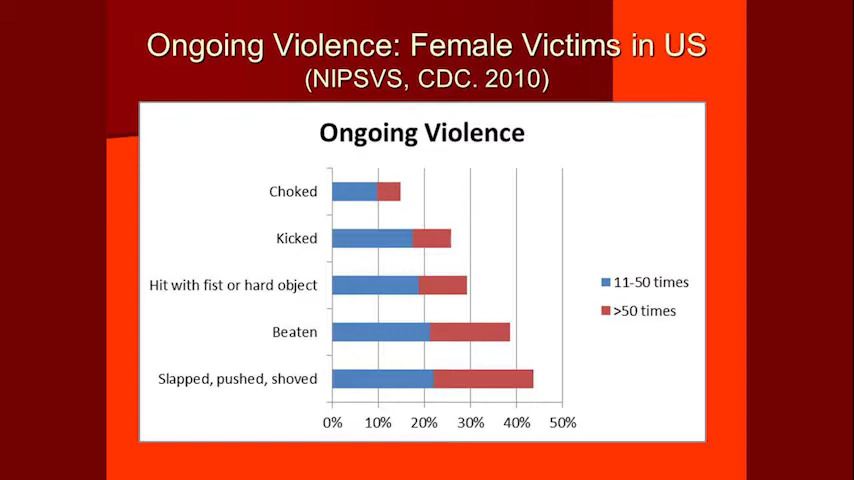 Ongoing Violence: Female Victims in US
(NIPSVS, CDC. 2010)
Ongoing Violence
Choked
Kicked
Hit with fist or hard object
Beaten
Slapped, pushed, shoved
0% 10% 20% 30% 40% 50%
11-50 times
>50 times